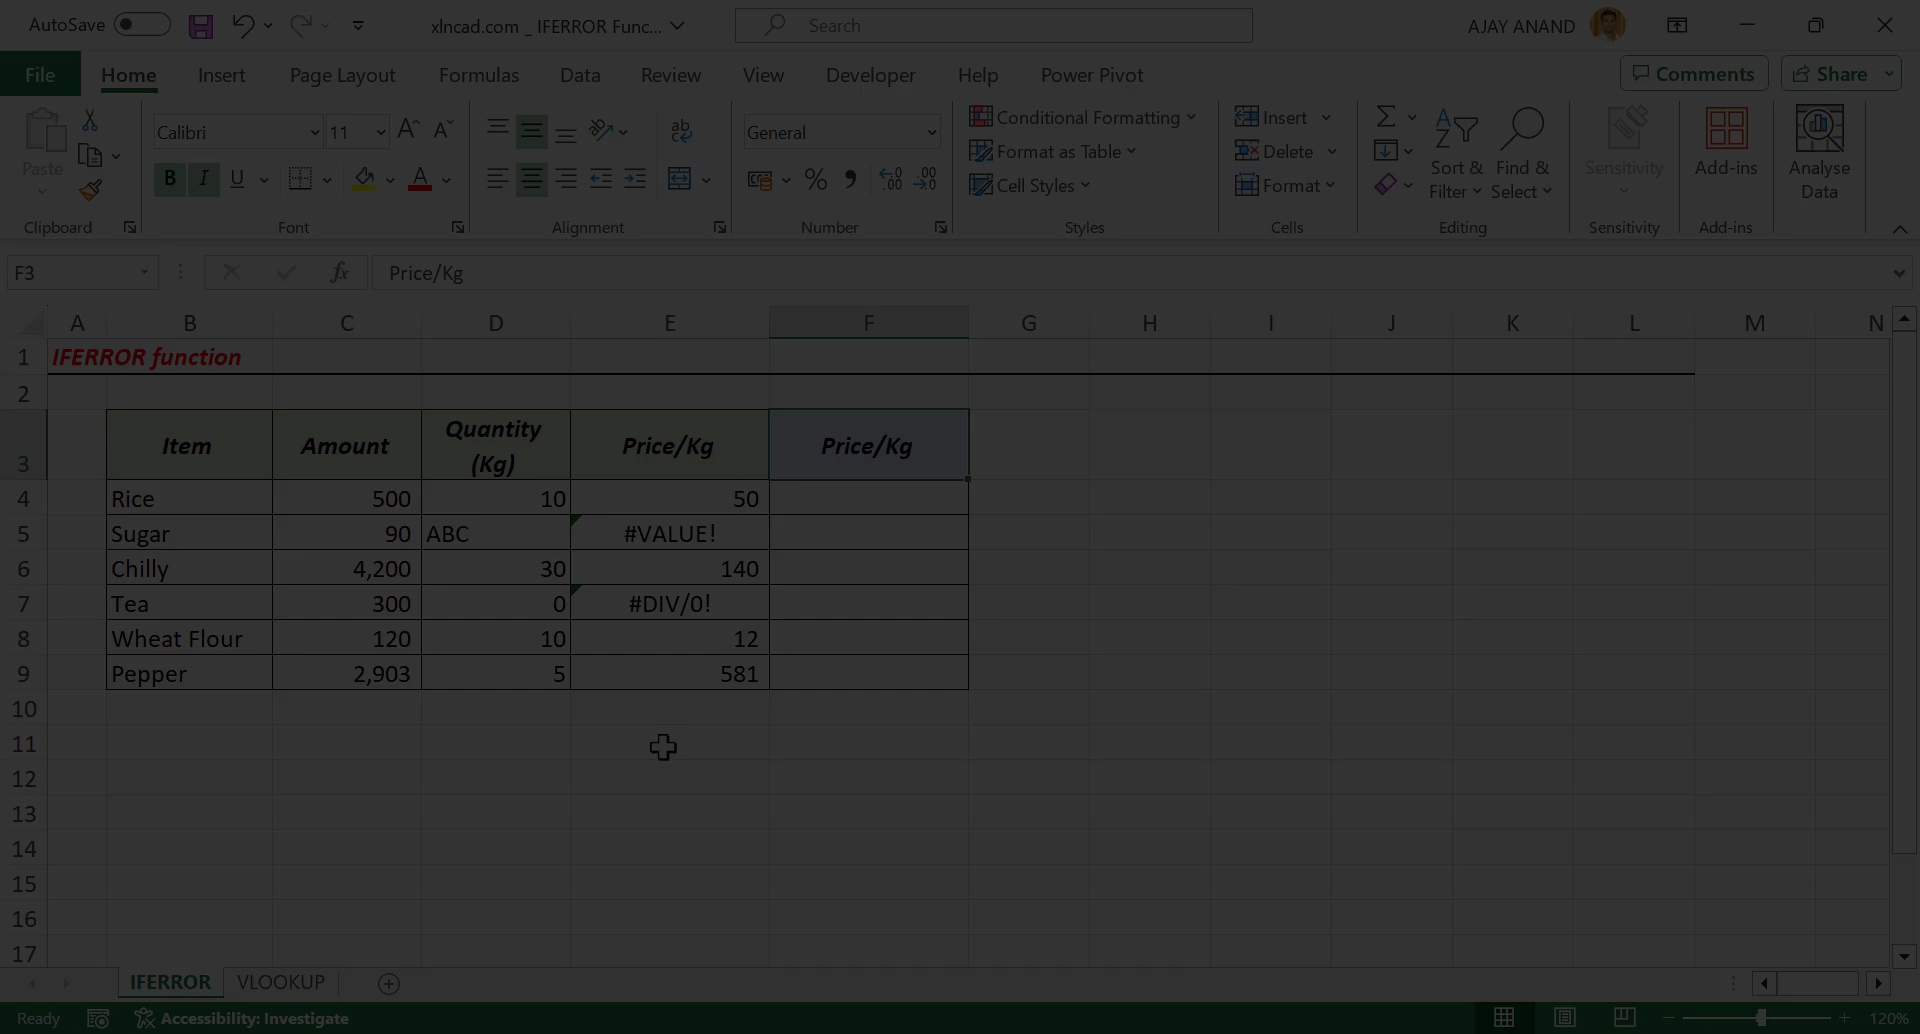 AutoSave
xlncad.com _ IFERROR Func...
Search
AJAY ANAND
File
Home
Insert
Page Layout
Formulas
Data
Review
View
Developer
Help
Power Pivot
Comments
Share
Paste
Clipboard
Calibri
11
B
I
U
Font
ab
Alignment
General
Number
Conditional Formatting
Format as Table
Cell Styles
Styles
Insert
Delete
Format
Cells
Sort &
Filter
Find &
Select
Editing
Sensitivity
Sensitivity
Add-ins
Add-ins
Analyse
Data
F3
fx
Price/Kg
A B C D E F G H I J K L M N
1 IFERROR function
2
3 Item Amount Quantity (Kg) Price/Kg Price/Kg
4 Rice 500 10 50
5 Sugar 90 ABC #VALUE!
6 Chilly 4,200 30 140
7 Tea 300 0 #DIV/0!
8 Wheat Flour 120 10 12
9 Pepper 2,903 5 581
10
11
12
13
14
15
16
17
IFERROR
VLOOKUP
Ready
Accessibility: Investigate
120%